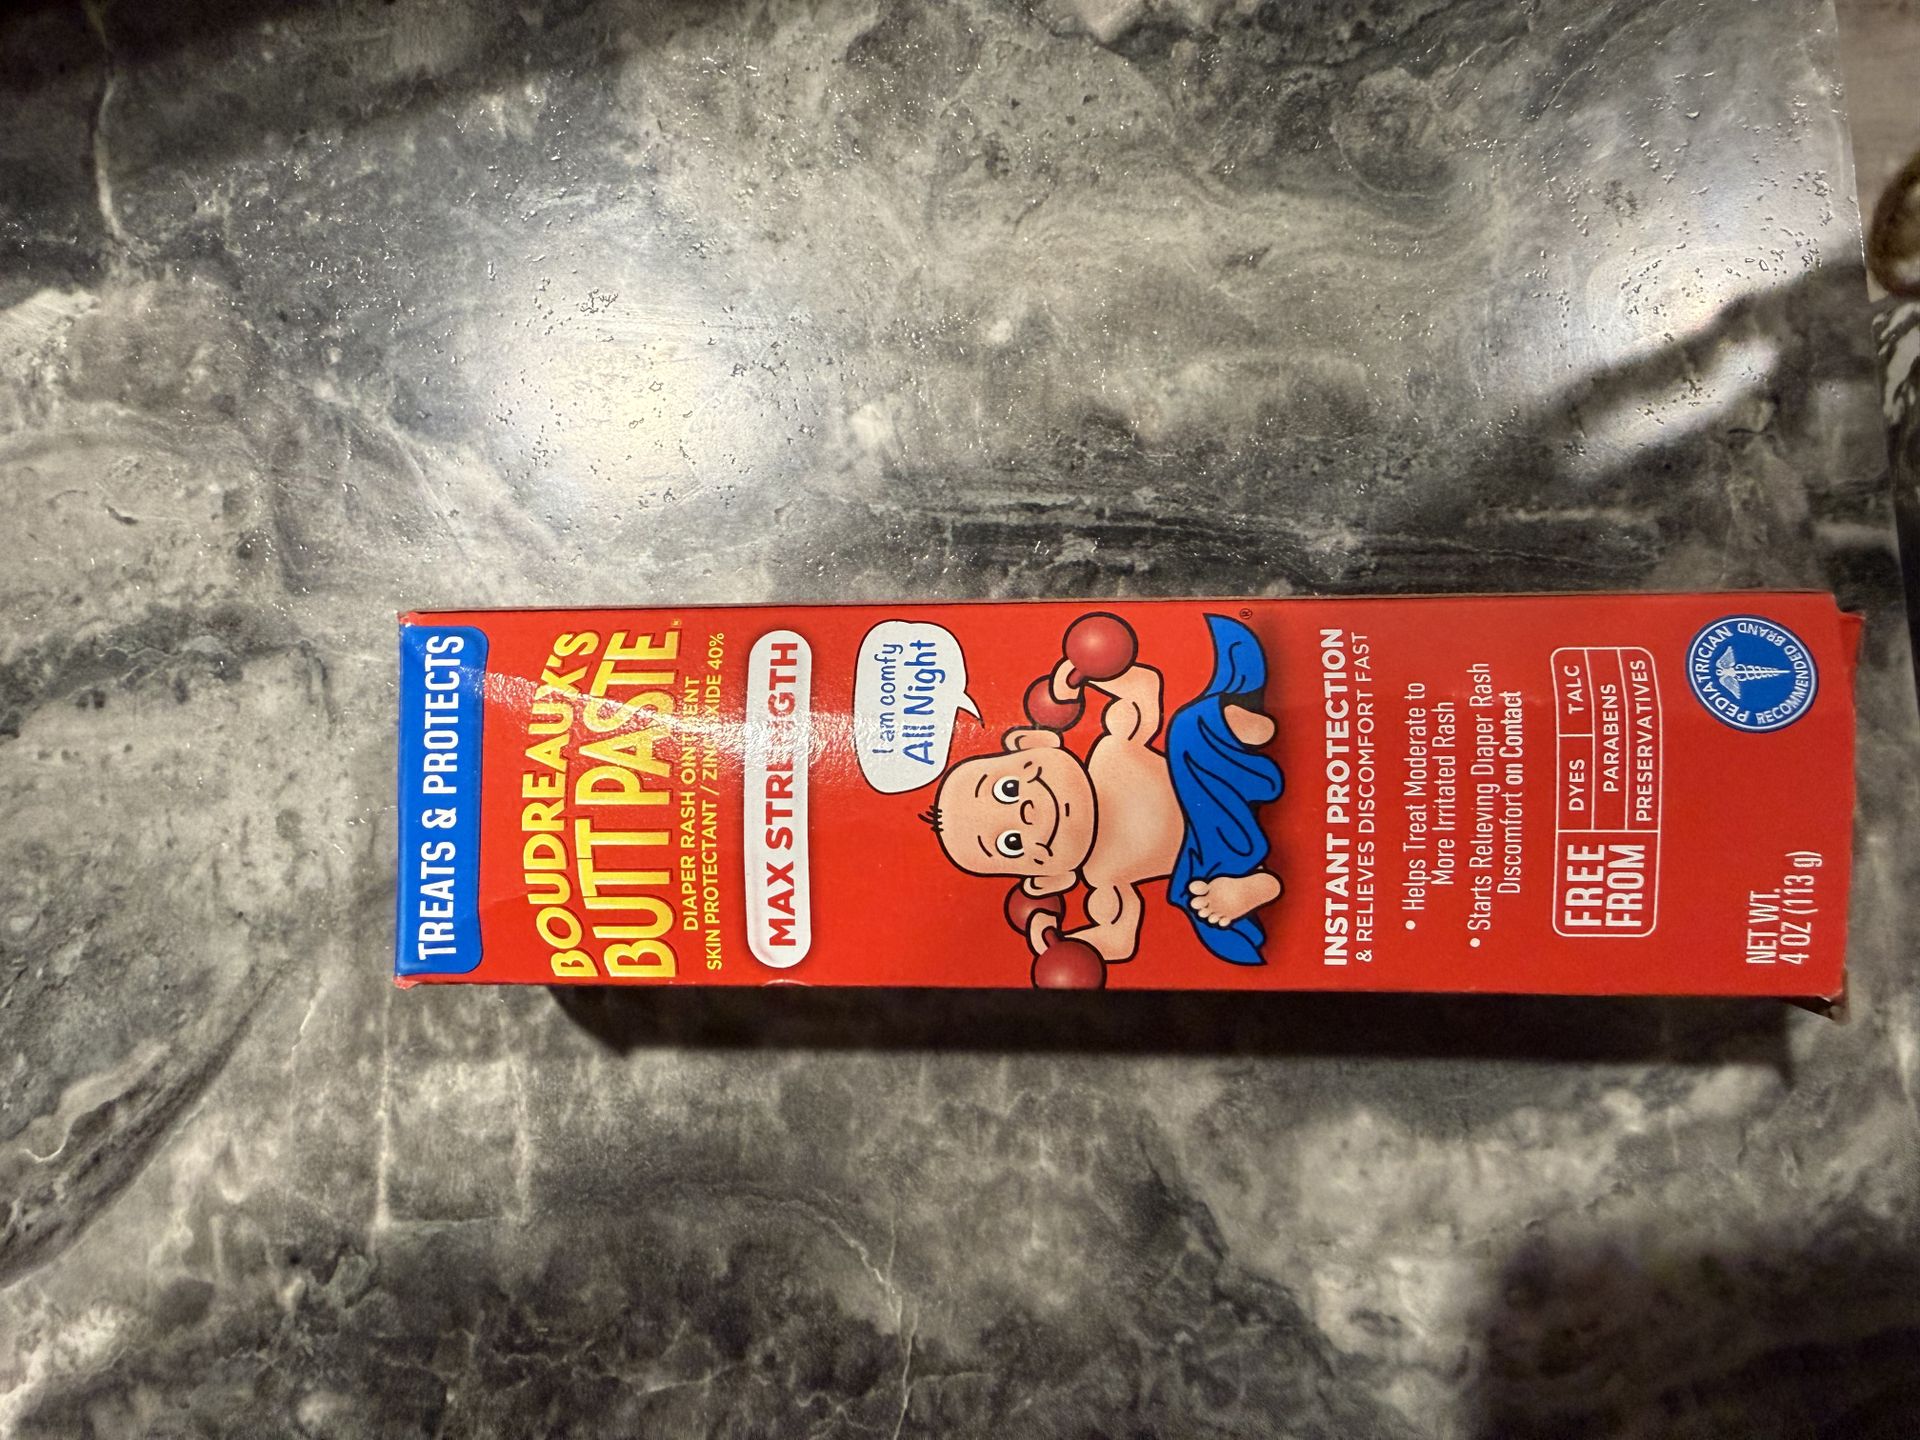 TREATS & PROTECTS
BOUDREAUX'S
BUTT PASTE
DIAPER RASH OINTMENT
SKIN PROTECTANT / ZINC OXIDE 40%
MAX STRENGTH
I am comfy
All Night
®
INSTANT PROTECTION
& RELIEVES DISCOMFORT FAST
• Helps Treat Moderate to
More Irritated Rash
• Starts Relieving Diaper Rash
Discomfort on Contact
FREE
FROM
DYES TALC
PARABENS
PRESERVATIVES
NET WT.
4 OZ (113 g)
PEDIATRICIAN
RECOMMENDED BRAND